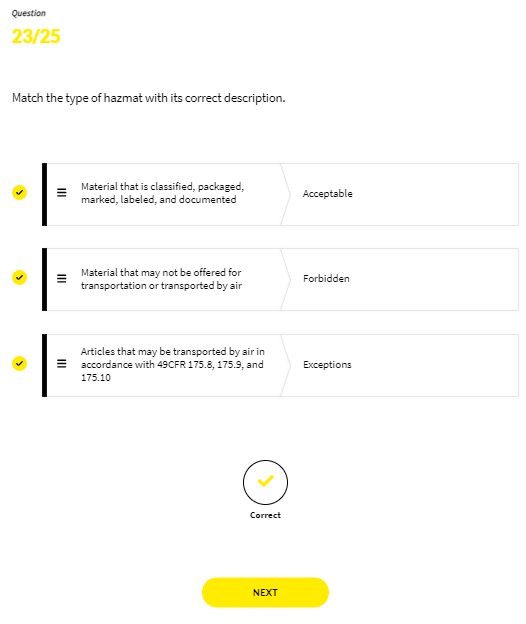 Question
23/25
Match the type of hazmat with its correct description.
Material that is classified, packaged,
marked, labeled, and documented
Acceptable
Material that may not be offered for
transportation or transported by air
Forbidden
Articles that may be transported by air in
accordance with 49CFR 175.8, 175.9, and
175.10
Exceptions
Correct
NEXT